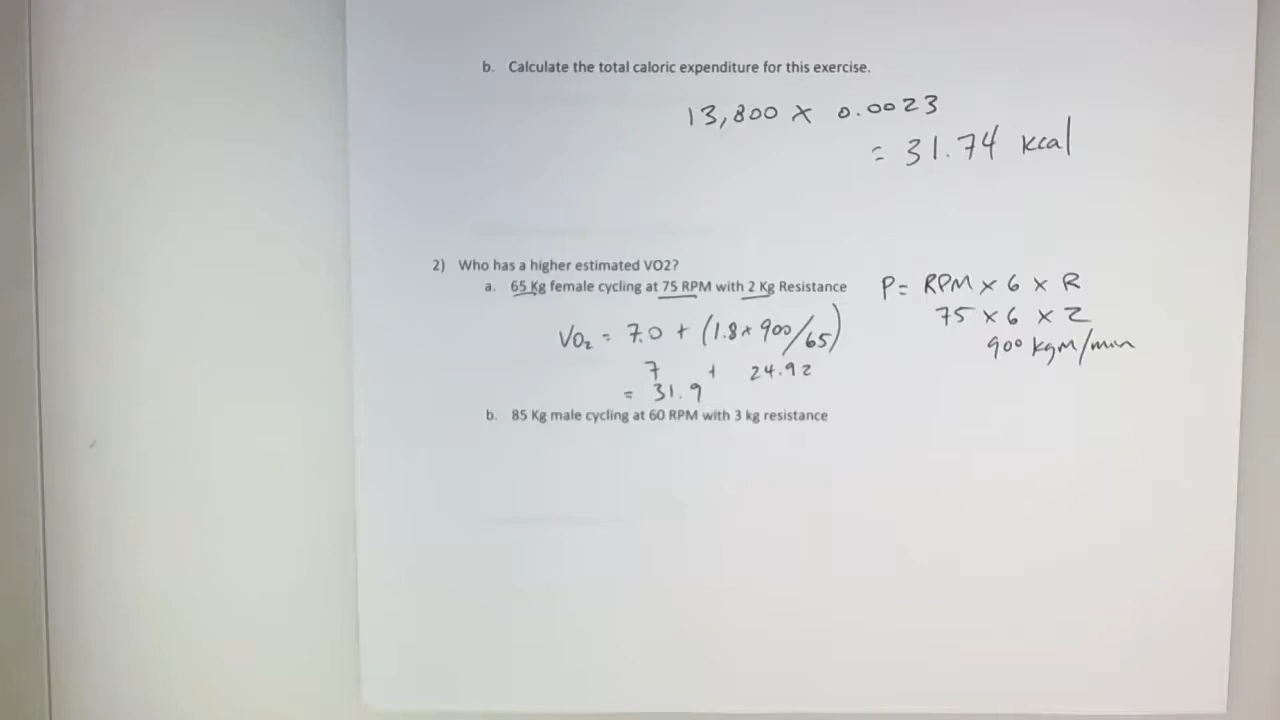 b. Calculate the total caloric expenditure for this exercise.
13,800 × 0.0023
= 31.74 kcal
2) Who has a higher estimated VO2?
a. 65 Kg female cycling at 75 RPM with 2 Kg Resistance
P= RPM × 6 × R
75 × 6 × 2
900 kgm/min
VO₂ = 7.0 + (1.8 × 900/65)
7 + 24.92
= 31.9
b. 85 Kg male cycling at 60 RPM with 3 kg resistance